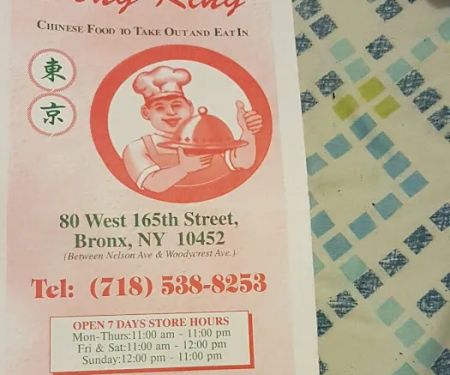 King
CHINESE FOOD TO TAKE OUT AND EAT IN
東
京
80 West 165th Street,
Bronx, NY 10452
(Between Nelson Ave & Woodycrest Ave.)
Tel: (718) 538-8253
OPEN 7 DAYS STORE HOURS
Mon-Thurs:11:00 am - 11:00 pm
Fri & Sat:11:00 am - 12:00 pm
Sunday:12:00 pm - 11:00 pm